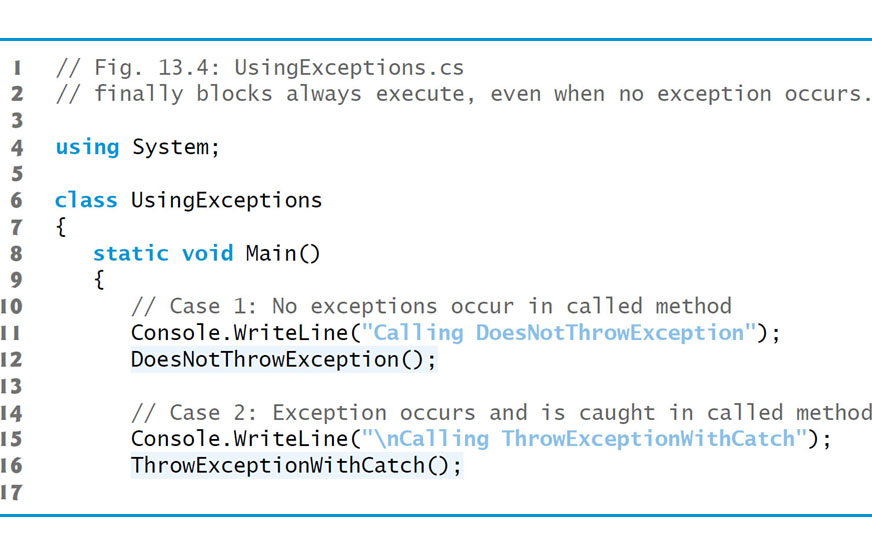 1 // Fig. 13.4: UsingExceptions.cs
2 // finally blocks always execute, even when no exception occurs.
3
4 using System;
5
6 class UsingExceptions
7 {
8 static void Main()
9 {
10 // Case 1: No exceptions occur in called method
11 Console.WriteLine("Calling DoesNotThrowException");
12 DoesNotThrowException();
13
14 // Case 2: Exception occurs and is caught in called method
15 Console.WriteLine("\nCalling ThrowExceptionWithCatch");
16 ThrowExceptionWithCatch();
17